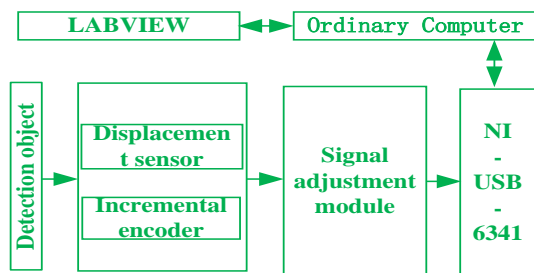 LABVIEW
Ordinary Computer
Detection object
Displacemen
t sensor
Incremental
encoder
Signal
adjustment
module
NI
-
USB
-
6341